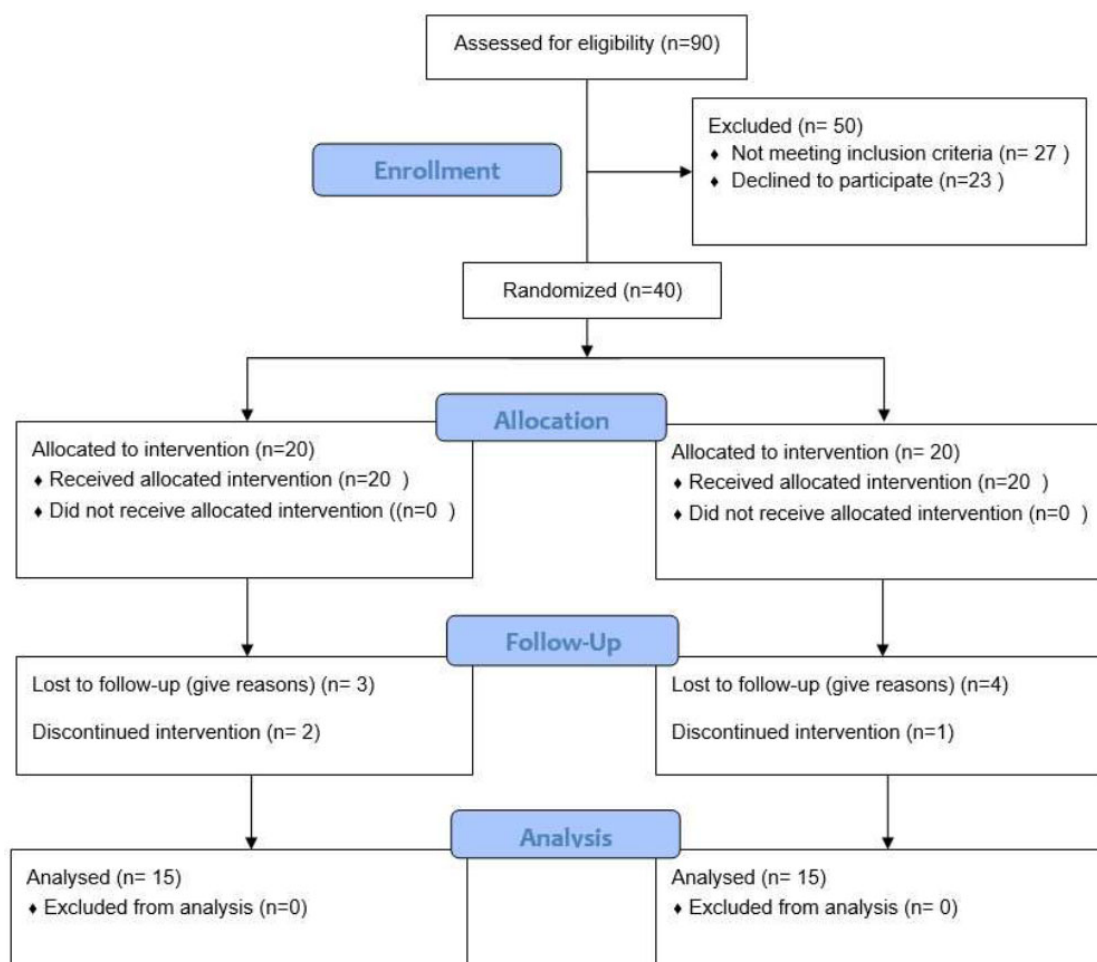 Assessed for eligibility (n=90)
Excluded (n= 50)
♦ Not meeting inclusion criteria (n= 27 )
♦ Declined to participate (n=23 )
Enrollment
Randomized (n=40)
Allocation
Allocated to intervention (n=20)
♦ Received allocated intervention (n=20 )
♦ Did not receive allocated intervention ((n=0 )
Allocated to intervention (n= 20)
♦ Received allocated intervention (n=20 )
♦ Did not receive allocated intervention (n=0 )
Follow-Up
Lost to follow-up (give reasons) (n= 3)
Discontinued intervention (n= 2)
Lost to follow-up (give reasons) (n=4)
Discontinued intervention (n=1)
Analysis
Analysed (n= 15)
♦ Excluded from analysis (n=0)
Analysed (n= 15)
♦ Excluded from analysis (n= 0)